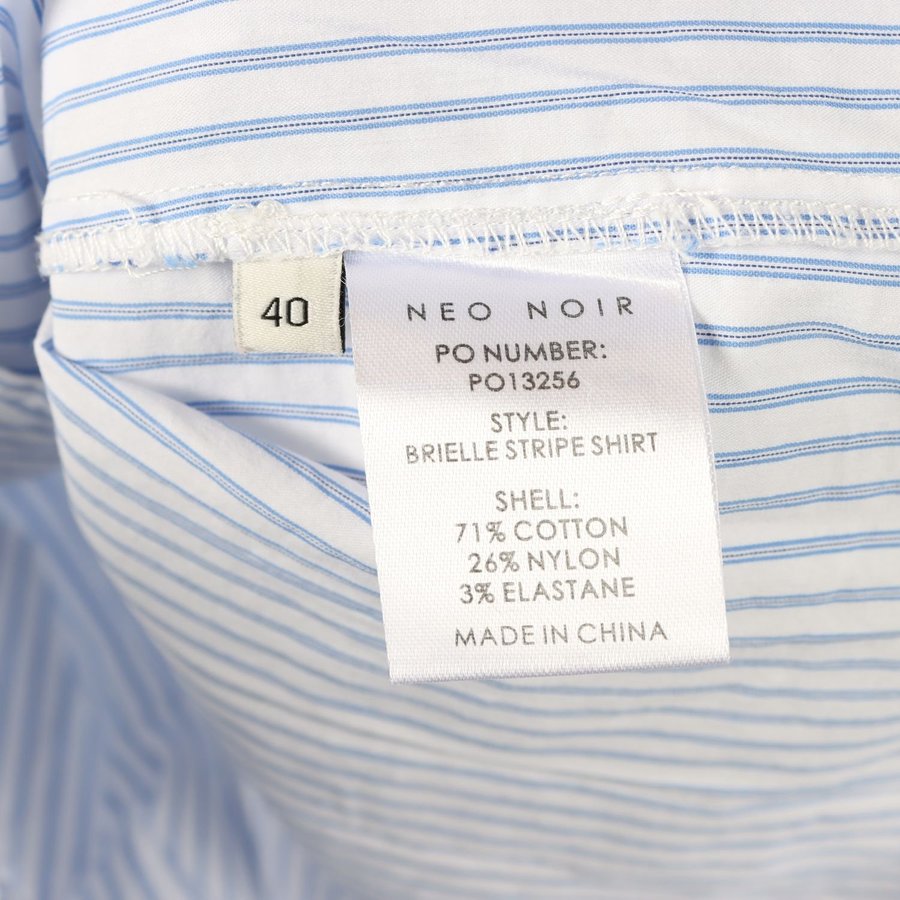 40
NEO NOIR
PO NUMBER:
PO13256
STYLE:
BRIELLE STRIPE SHIRT
SHELL:
71% COTTON
26% NYLON
3% ELASTANE
MADE IN CHINA